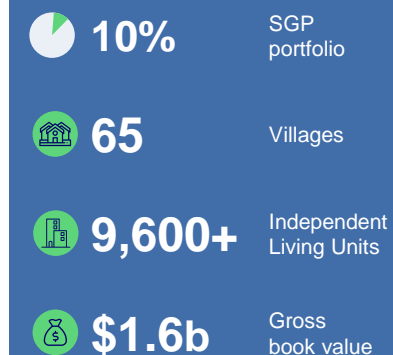 10%
SGP
portfolio
65
Villages
9,600+
Independent
Living Units
$1.6b
Gross
book value